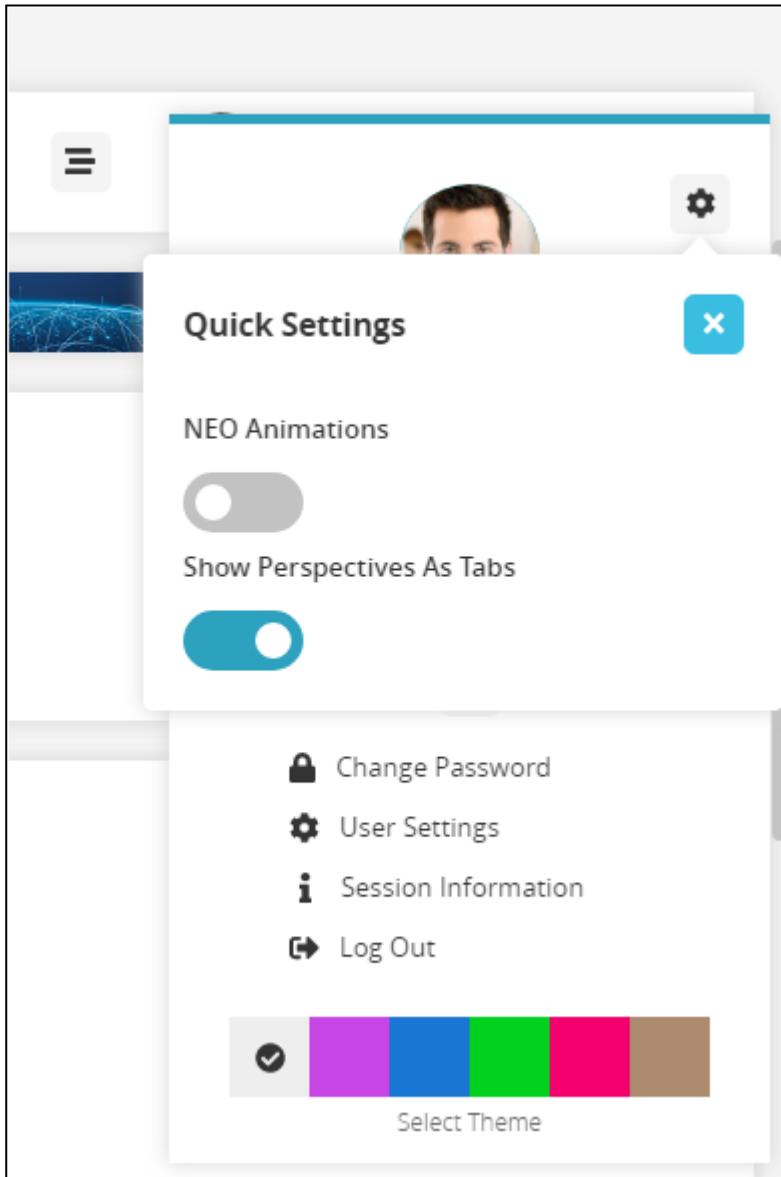 Quick Settings
NEO Animations
Show Perspectives As Tabs
Change Password
User Settings
Session Information
Log Out
Select Theme